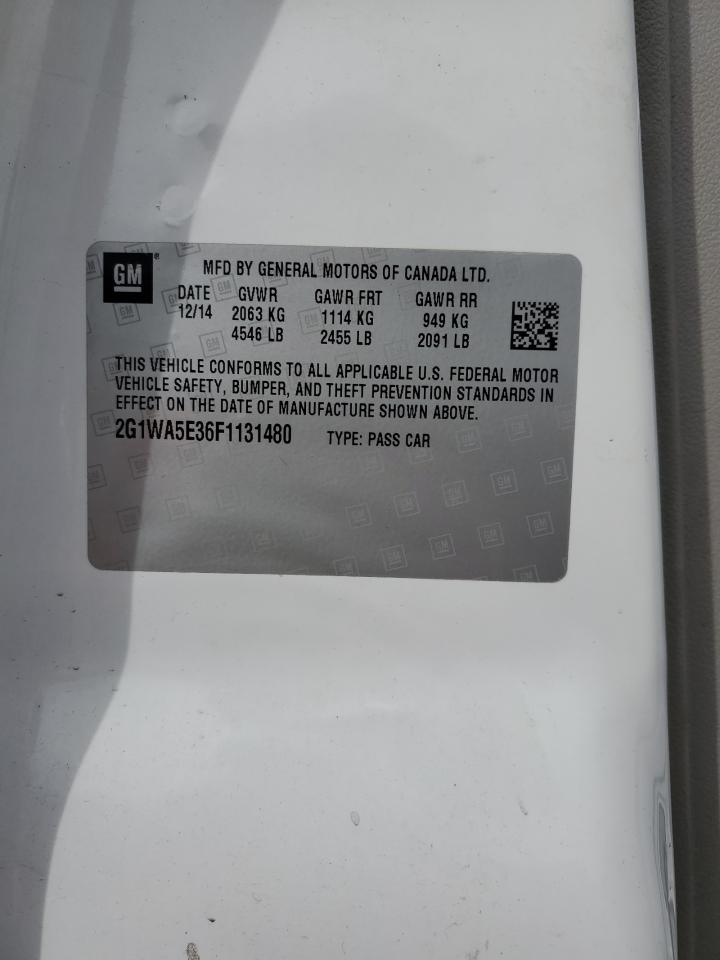 GM ® MFD BY GENERAL MOTORS OF CANADA LTD.
DATE GVWR GAWR FRT GAWR RR
12/14 2063 KG 1114 KG 949 KG
4546 LB 2455 LB 2091 LB
THIS VEHICLE CONFORMS TO ALL APPLICABLE U.S. FEDERAL MOTOR
VEHICLE SAFETY, BUMPER, AND THEFT PREVENTION STANDARDS IN
EFFECT ON THE DATE OF MANUFACTURE SHOWN ABOVE.
2G1WA5E36F1131480 TYPE: PASS CAR